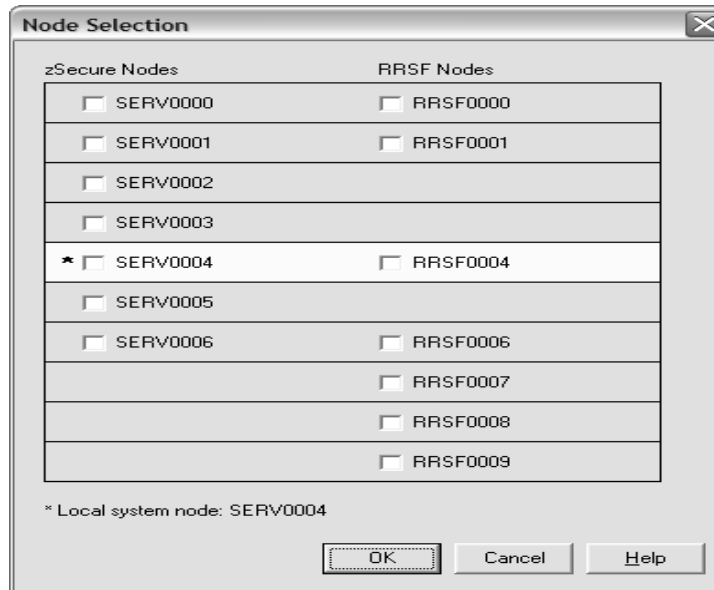 Node Selection
zSecure Nodes RRSF Nodes
SERV0000 RRSF0000
SERV0001 RRSF0001
SERV0002
SERV0003
* SERV0004 RRSF0004
SERV0005
SERV0006 RRSF0006
RRSF0007
RRSF0008
RRSF0009
* Local system node: SERV0004
OK Cancel Help